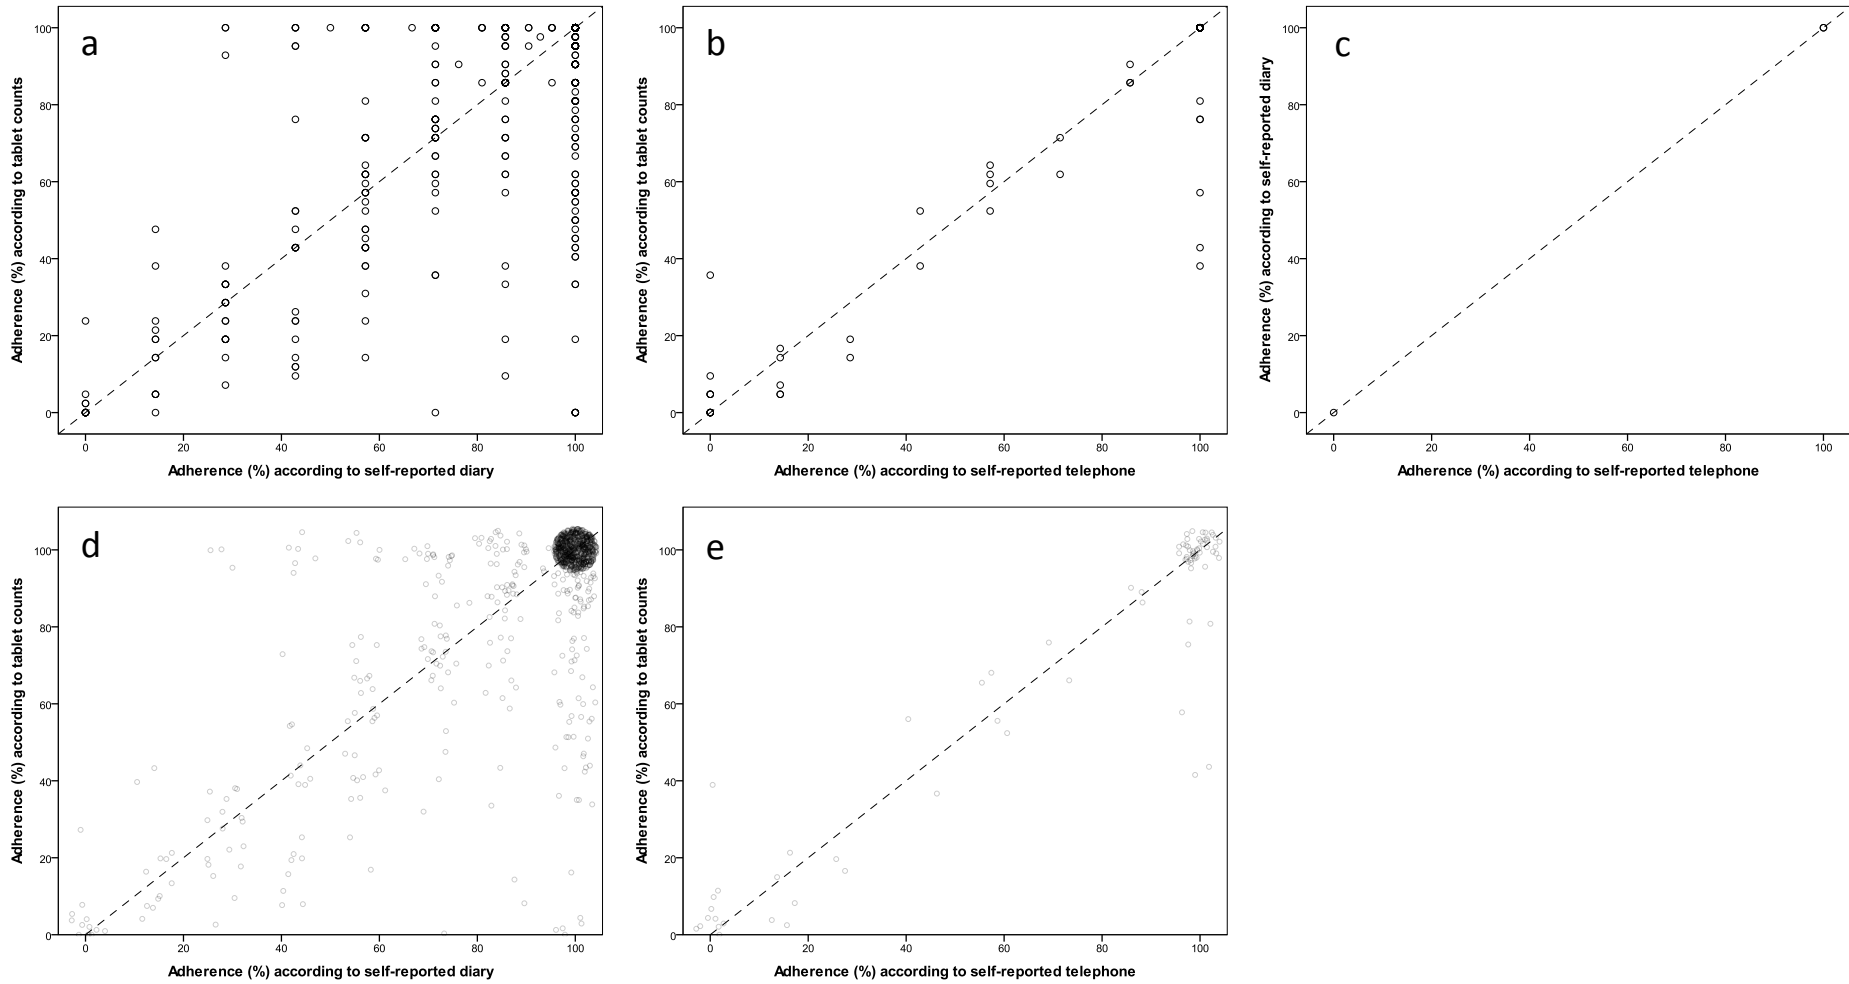 a
100
80
60
40
20
0
Adherence (%) according to tablet counts
0 20 40 60 80 100
Adherence (%) according to self-reported diary
b
100
80
60
40
20
0
Adherence (%) according to tablet counts
0 20 40 60 80 100
Adherence (%) according to self-reported telephone
c
100
80
60
40
20
0
Adherence (%) according to self-reported diary
0 20 40 60 80 100
Adherence (%) according to self-reported telephone
d
100
80
60
40
20
0
Adherence (%) according to tablet counts
0 20 40 60 80 100
Adherence (%) according to self-reported diary
e
100
80
60
40
20
0
Adherence (%) according to tablet counts
0 20 40 60 80 100
Adherence (%) according to self-reported telephone